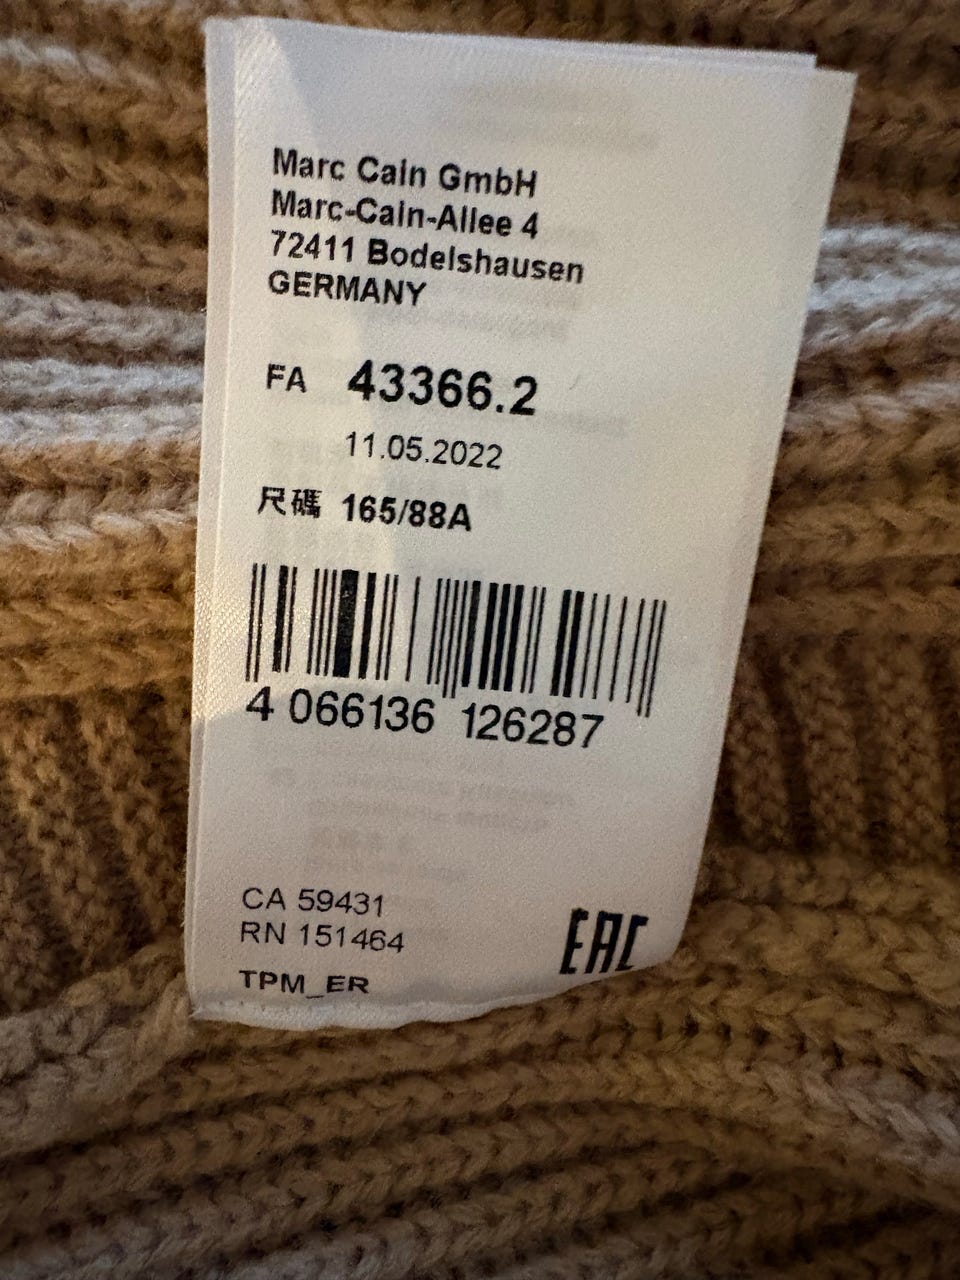 Marc Cain GmbH
Marc-Cain-Allee 4
72411 Bodelshausen
GERMANY
FA 43366.2
11.05.2022
尺碼 165/88A
4 066136 126287
CA 59431
RN 151464
EAC
TPM_ER